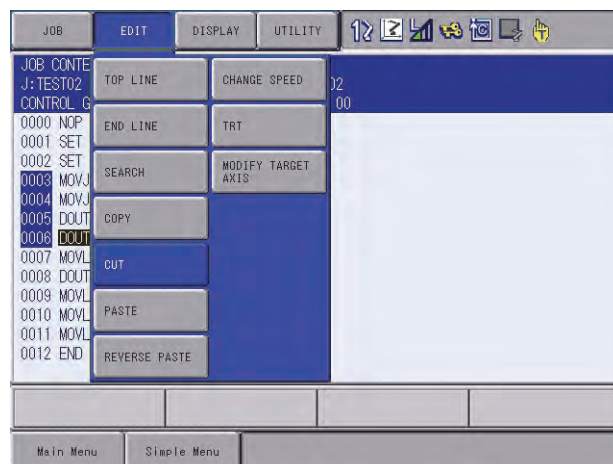 JOB EDIT DISPLAY UTILITY
JOB CONTE
J:TEST02 02
CONTROL G 00
TOP LINE CHANGE SPEED
END LINE TRT
SEARCH MODIFY TARGET AXIS
COPY
CUT
PASTE
REVERSE PASTE
0000 NOP
0001 SET
0002 SET
0003 MOVJ
0004 MOVJ
0005 DOUT
0006 DOUT
0007 MOVL
0008 DOUT
0009 MOVL
0010 MOVL
0011 MOVL
0012 END
Main Menu Simple Menu